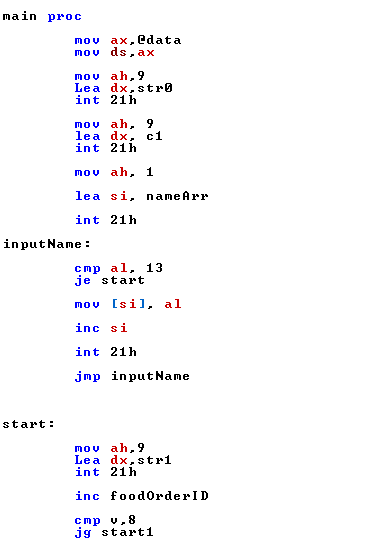 main proc
mov ax,@data
mov ds,ax
mov ah,9
Lea dx,str0
int 21h
mov ah, 9
lea dx, c1
int 21h
mov ah, 1
lea si, nameArr
int 21h
inputName:
cmp al, 13
je start
mov [si], al
inc si
int 21h
jmp inputName
start:
mov ah,9
Lea dx,str1
int 21h
inc foodOrderID
cmp v,8
jg start1